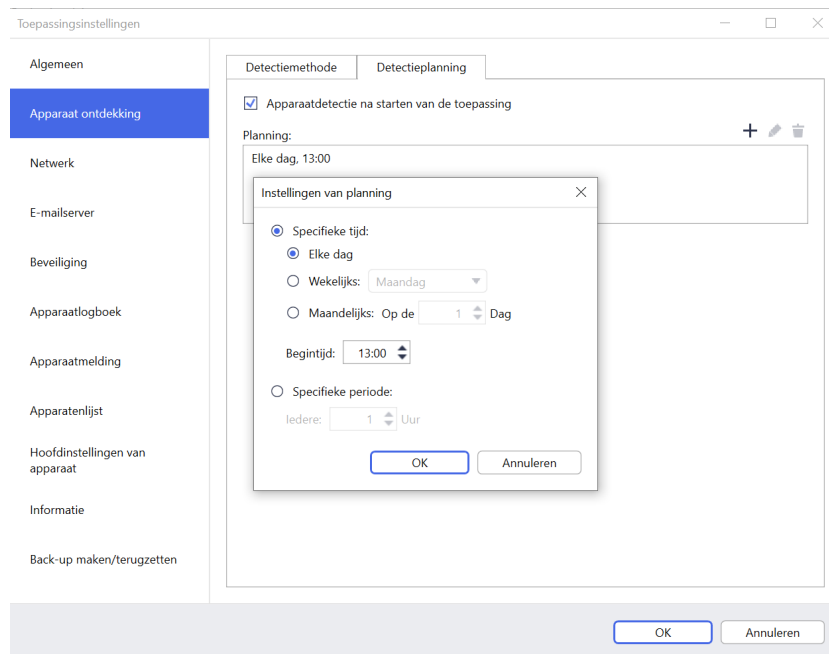 Toepassingsinstellingen
Algemeen
Apparaat ontdekking
Netwerk
E-mailserver
Beveiliging
Apparaatlogboek
Apparaatmelding
Apparatenlijst
Hoofdinstellingen van
apparaat
Informatie
Back-up maken/terugzetten
Detectiemethode
Detectieplanning
Apparaatdetectie na starten van de toepassing
Planning:
Elke dag, 13:00
Instellingen van planning
Specifieke tijd:
Elke dag
Wekelijks: Maandag
Maandelijks: Op de 1 Dag
Begintijd: 13:00
Specifieke periode:
Iedere: 1 Uur
OK
Annuleren
OK
Annuleren